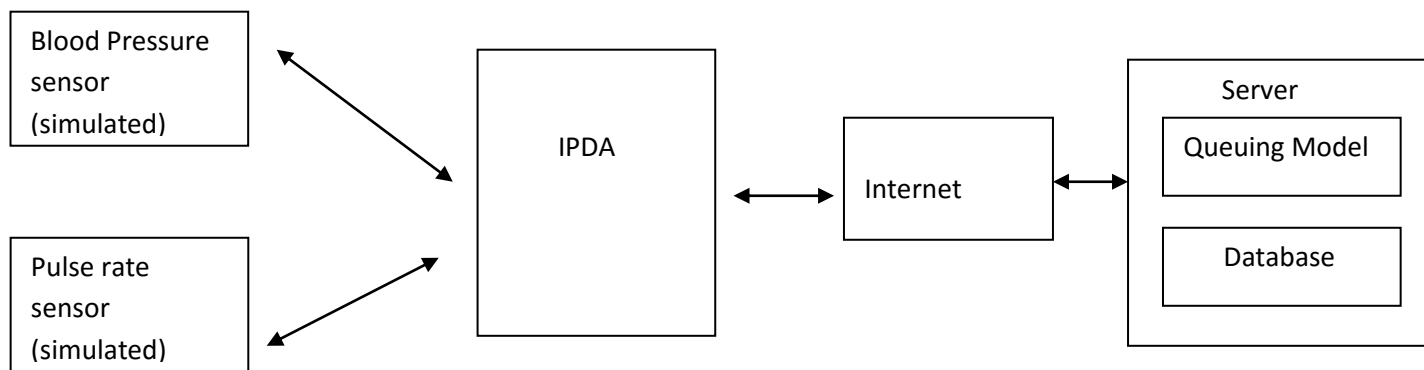 Blood Pressure
sensor
(simulated)
Pulse rate
sensor
(simulated)
IPDA
Internet
Server
Queuing Model
Database